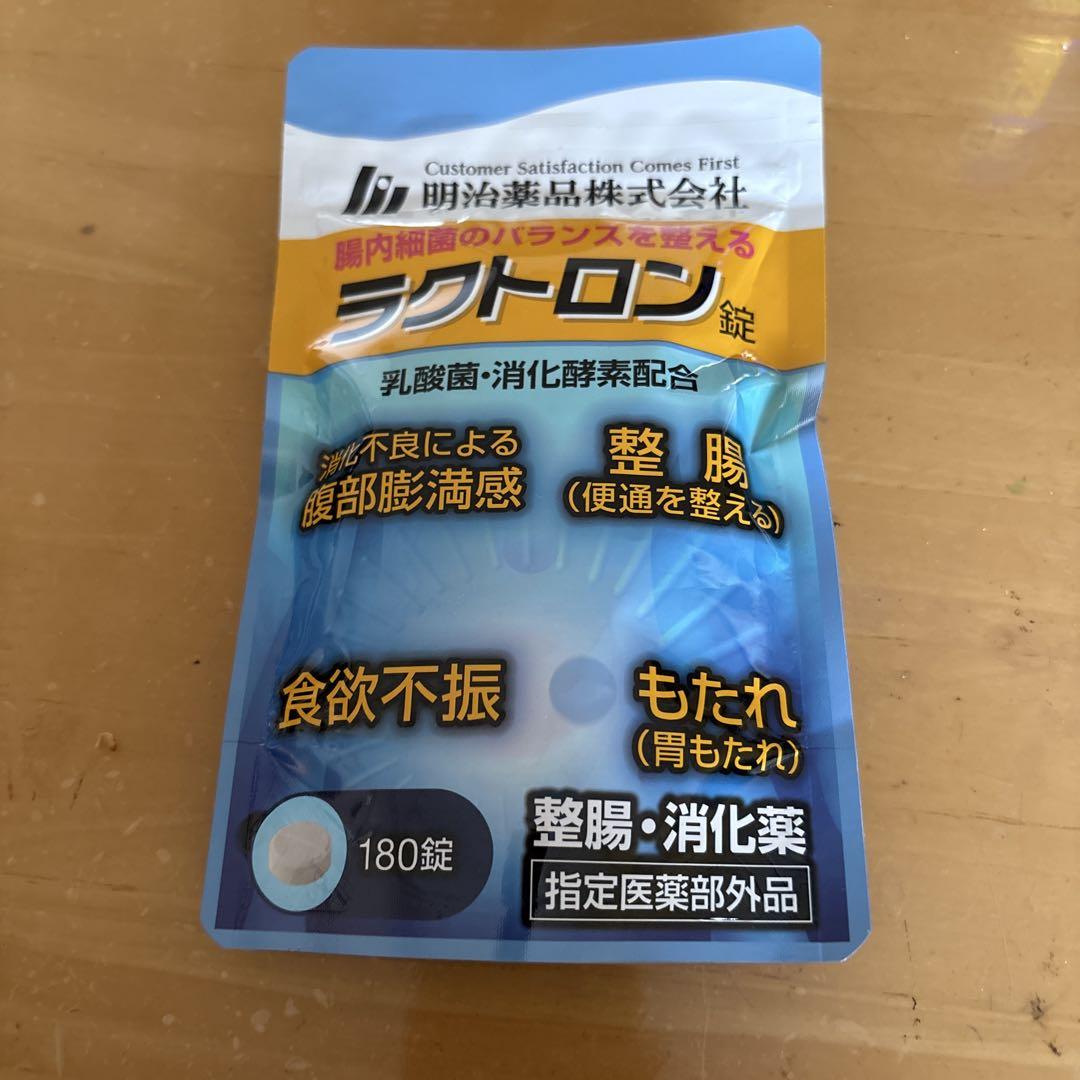 Customer Satisfaction Comes First
明治薬品株式会社
腸内細菌のバランスを整える
ラクトロン錠
乳酸菌・消化酵素配合
消化不良による
腹部膨満感
整腸
(便通を整える)
食欲不振
もたれ
(胃もたれ)
180錠
整腸・消化薬
指定医薬部外品